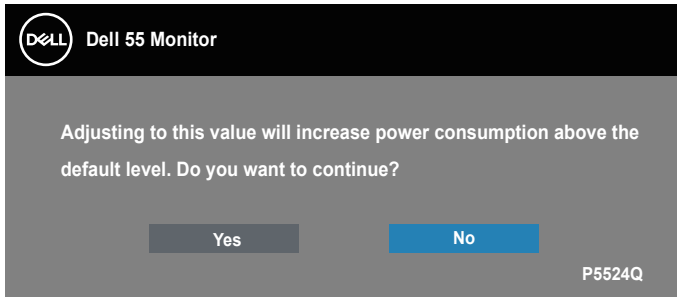 DELL Dell 55 Monitor
Adjusting to this value will increase power consumption above the
default level. Do you want to continue?
Yes No
P5524Q